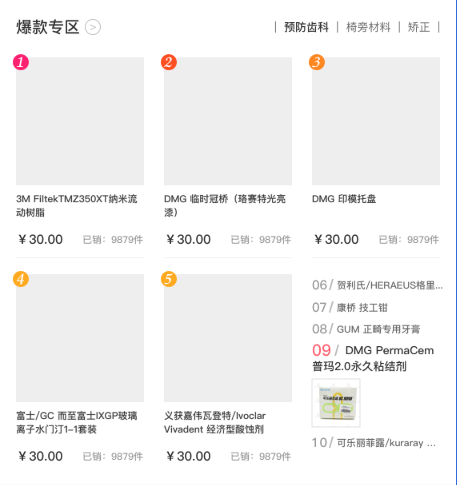 爆款专区
| 预防齿科 | 椅旁材料 | 矫正 |
1
2
3
3M FiltekTMZ350XT纳米流
动树脂
¥30.00 已销：9879件
DMG 临时冠桥（珞赛特光亮
漆）
¥30.00 已销：9879件
DMG 印模托盘
¥30.00 已销：9879件
4
5
富士/GC 而至富士IXGP玻璃
离子水门汀1-1套装
¥30.00 已销：9879件
义获嘉伟瓦登特/Ivoclar
Vivadent 经济型酸蚀剂
¥30.00 已销：9879件
06/ 贺利氏/HERAEUS格里...
07/ 康桥 技工钳
08/ GUM 正畸专用牙膏
09/ DMG PermaCem
普玛2.0永久粘结剂
10/ 可乐丽菲露/kuraray ...